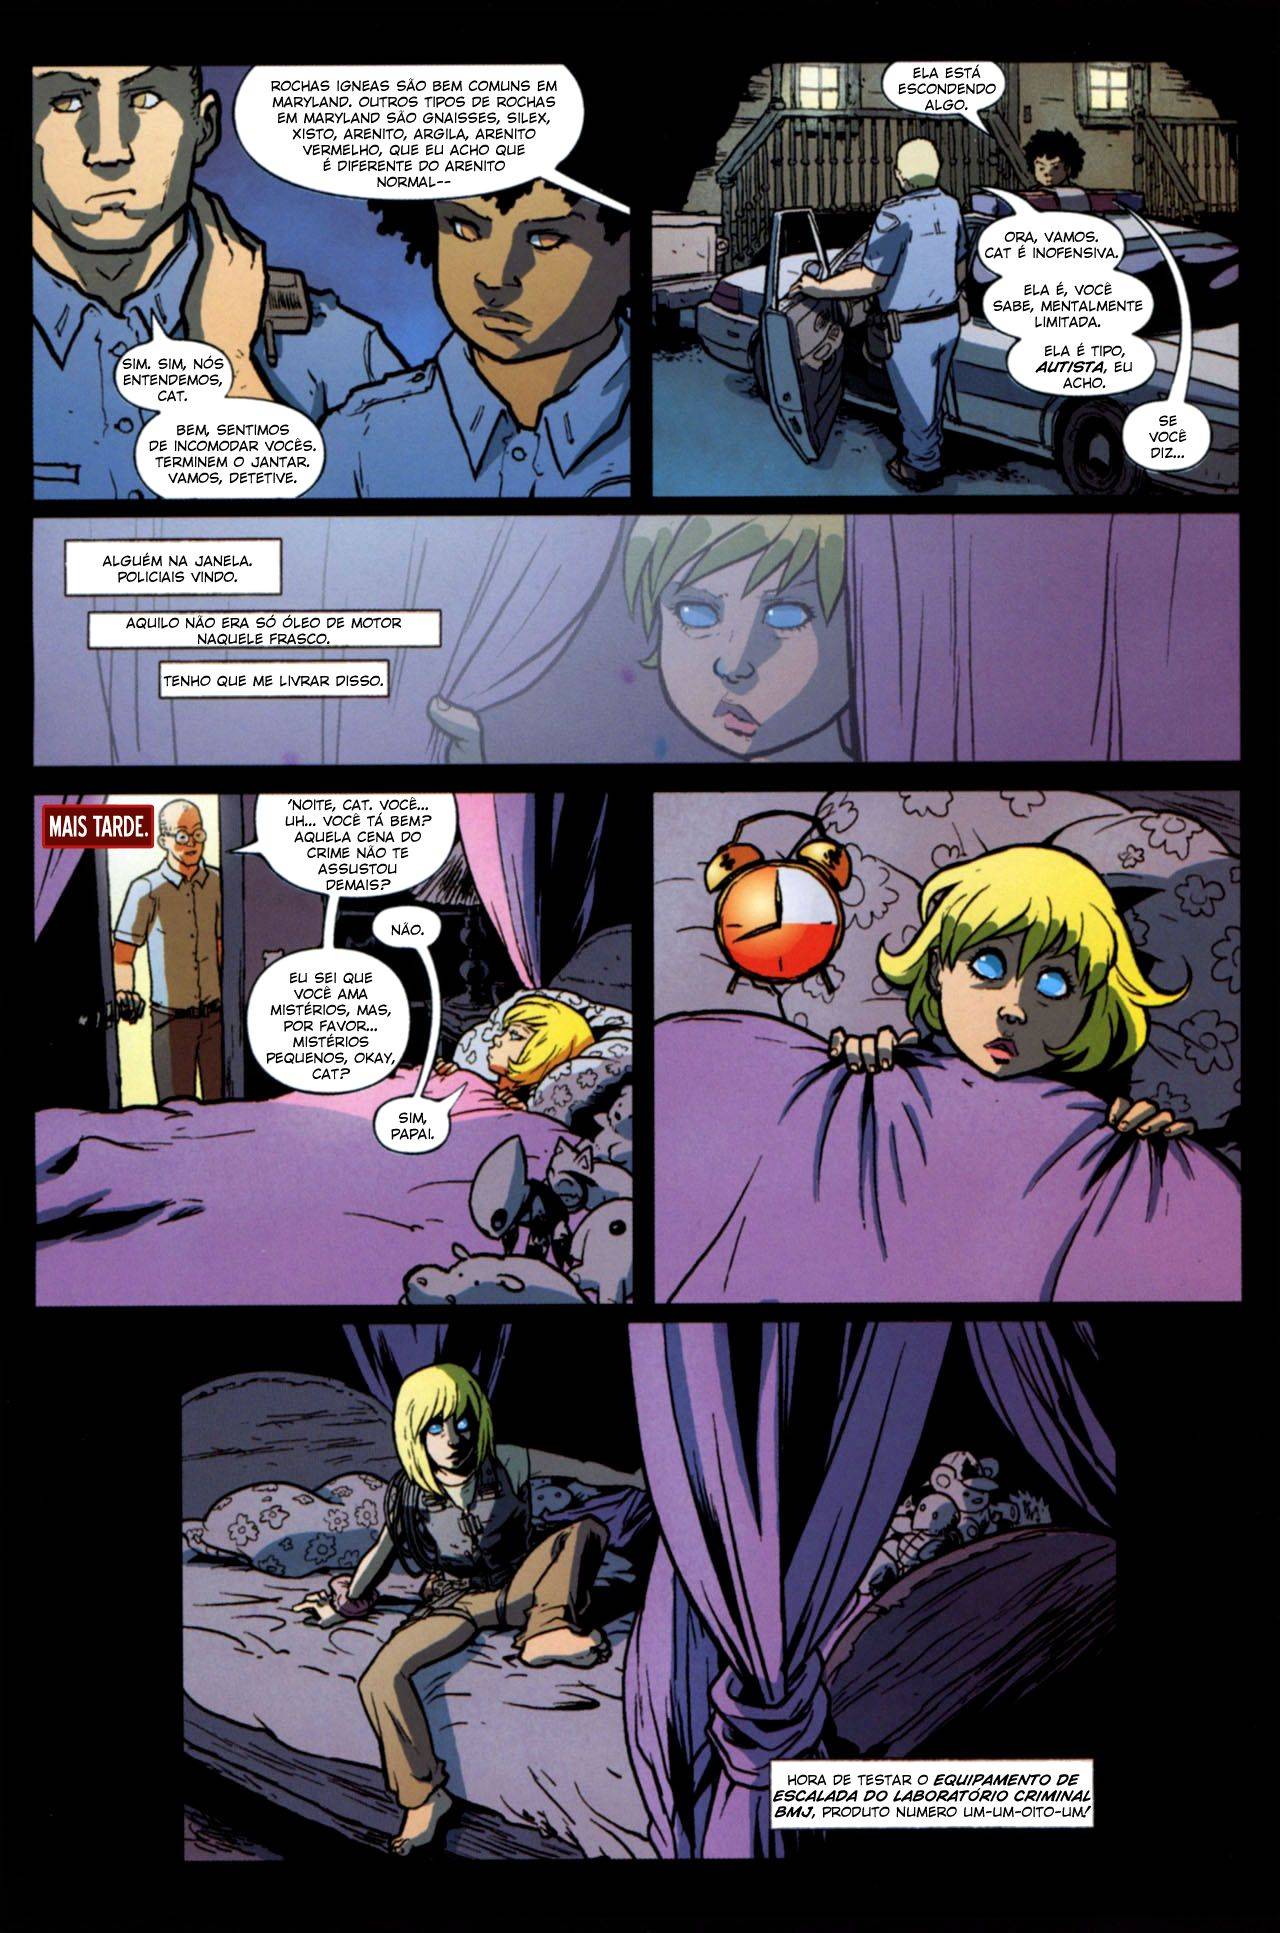 ROCHAS IGNEAS SÃO BEM COMUNS EM
MARYLAND. OUTROS TIPOS DE ROCHAS
EM MARYLAND SÃO GNAISSES, SILEX,
XISTO, ARENITO, ARGILA, ARENITO
VERMELHO, QUE EU ACHO QUE
É DIFERENTE DO ARENITO
NORMAL--
SIM. SIM, NÓS
ENTENDEMOS,
CAT.
BEM, SENTIMOS
DE INCOMODAR VOCÊS.
TERMINEM O JANTAR.
VAMOS, DETETIVE.
ELA ESTÁ
ESCONDENDO
ALGO.
ORA, VAMOS.
CAT É INOFENSIVA.
ELA É, VOCÊ
SABE, MENTALMENTE
LIMITADA.
ELA É TIPO,
AUTISTA, EU
ACHO.
SE
VOCÊ
DIZ...
ALGUÉM NA JANELA.
POLICIAIS VINDO.
AQUILO NÃO ERA SÓ ÓLEO DE MOTOR
NAQUELE FRASCO.
TENHO QUE ME LIVRAR DISSO.
MAIS TARDE.
'NOITE, CAT. VOCÊ...
UH... VOCÊ TÁ BEM?
AQUELA CENA DO
CRIME NÃO TE
ASSUSTOU
DEMAIS?
NÃO.
EU SEI QUE
VOCÊ AMA
MISTÉRIOS, MAS,
POR FAVOR...
MISTÉRIOS
PEQUENOS, OKAY,
CAT?
SIM,
PAPAI.
HORA DE TESTAR O EQUIPAMENTO DE
ESCALADA DO LABORATÓRIO CRIMINAL
BMJ, PRODUTO NUMERO UM-UM-OITO-UM!